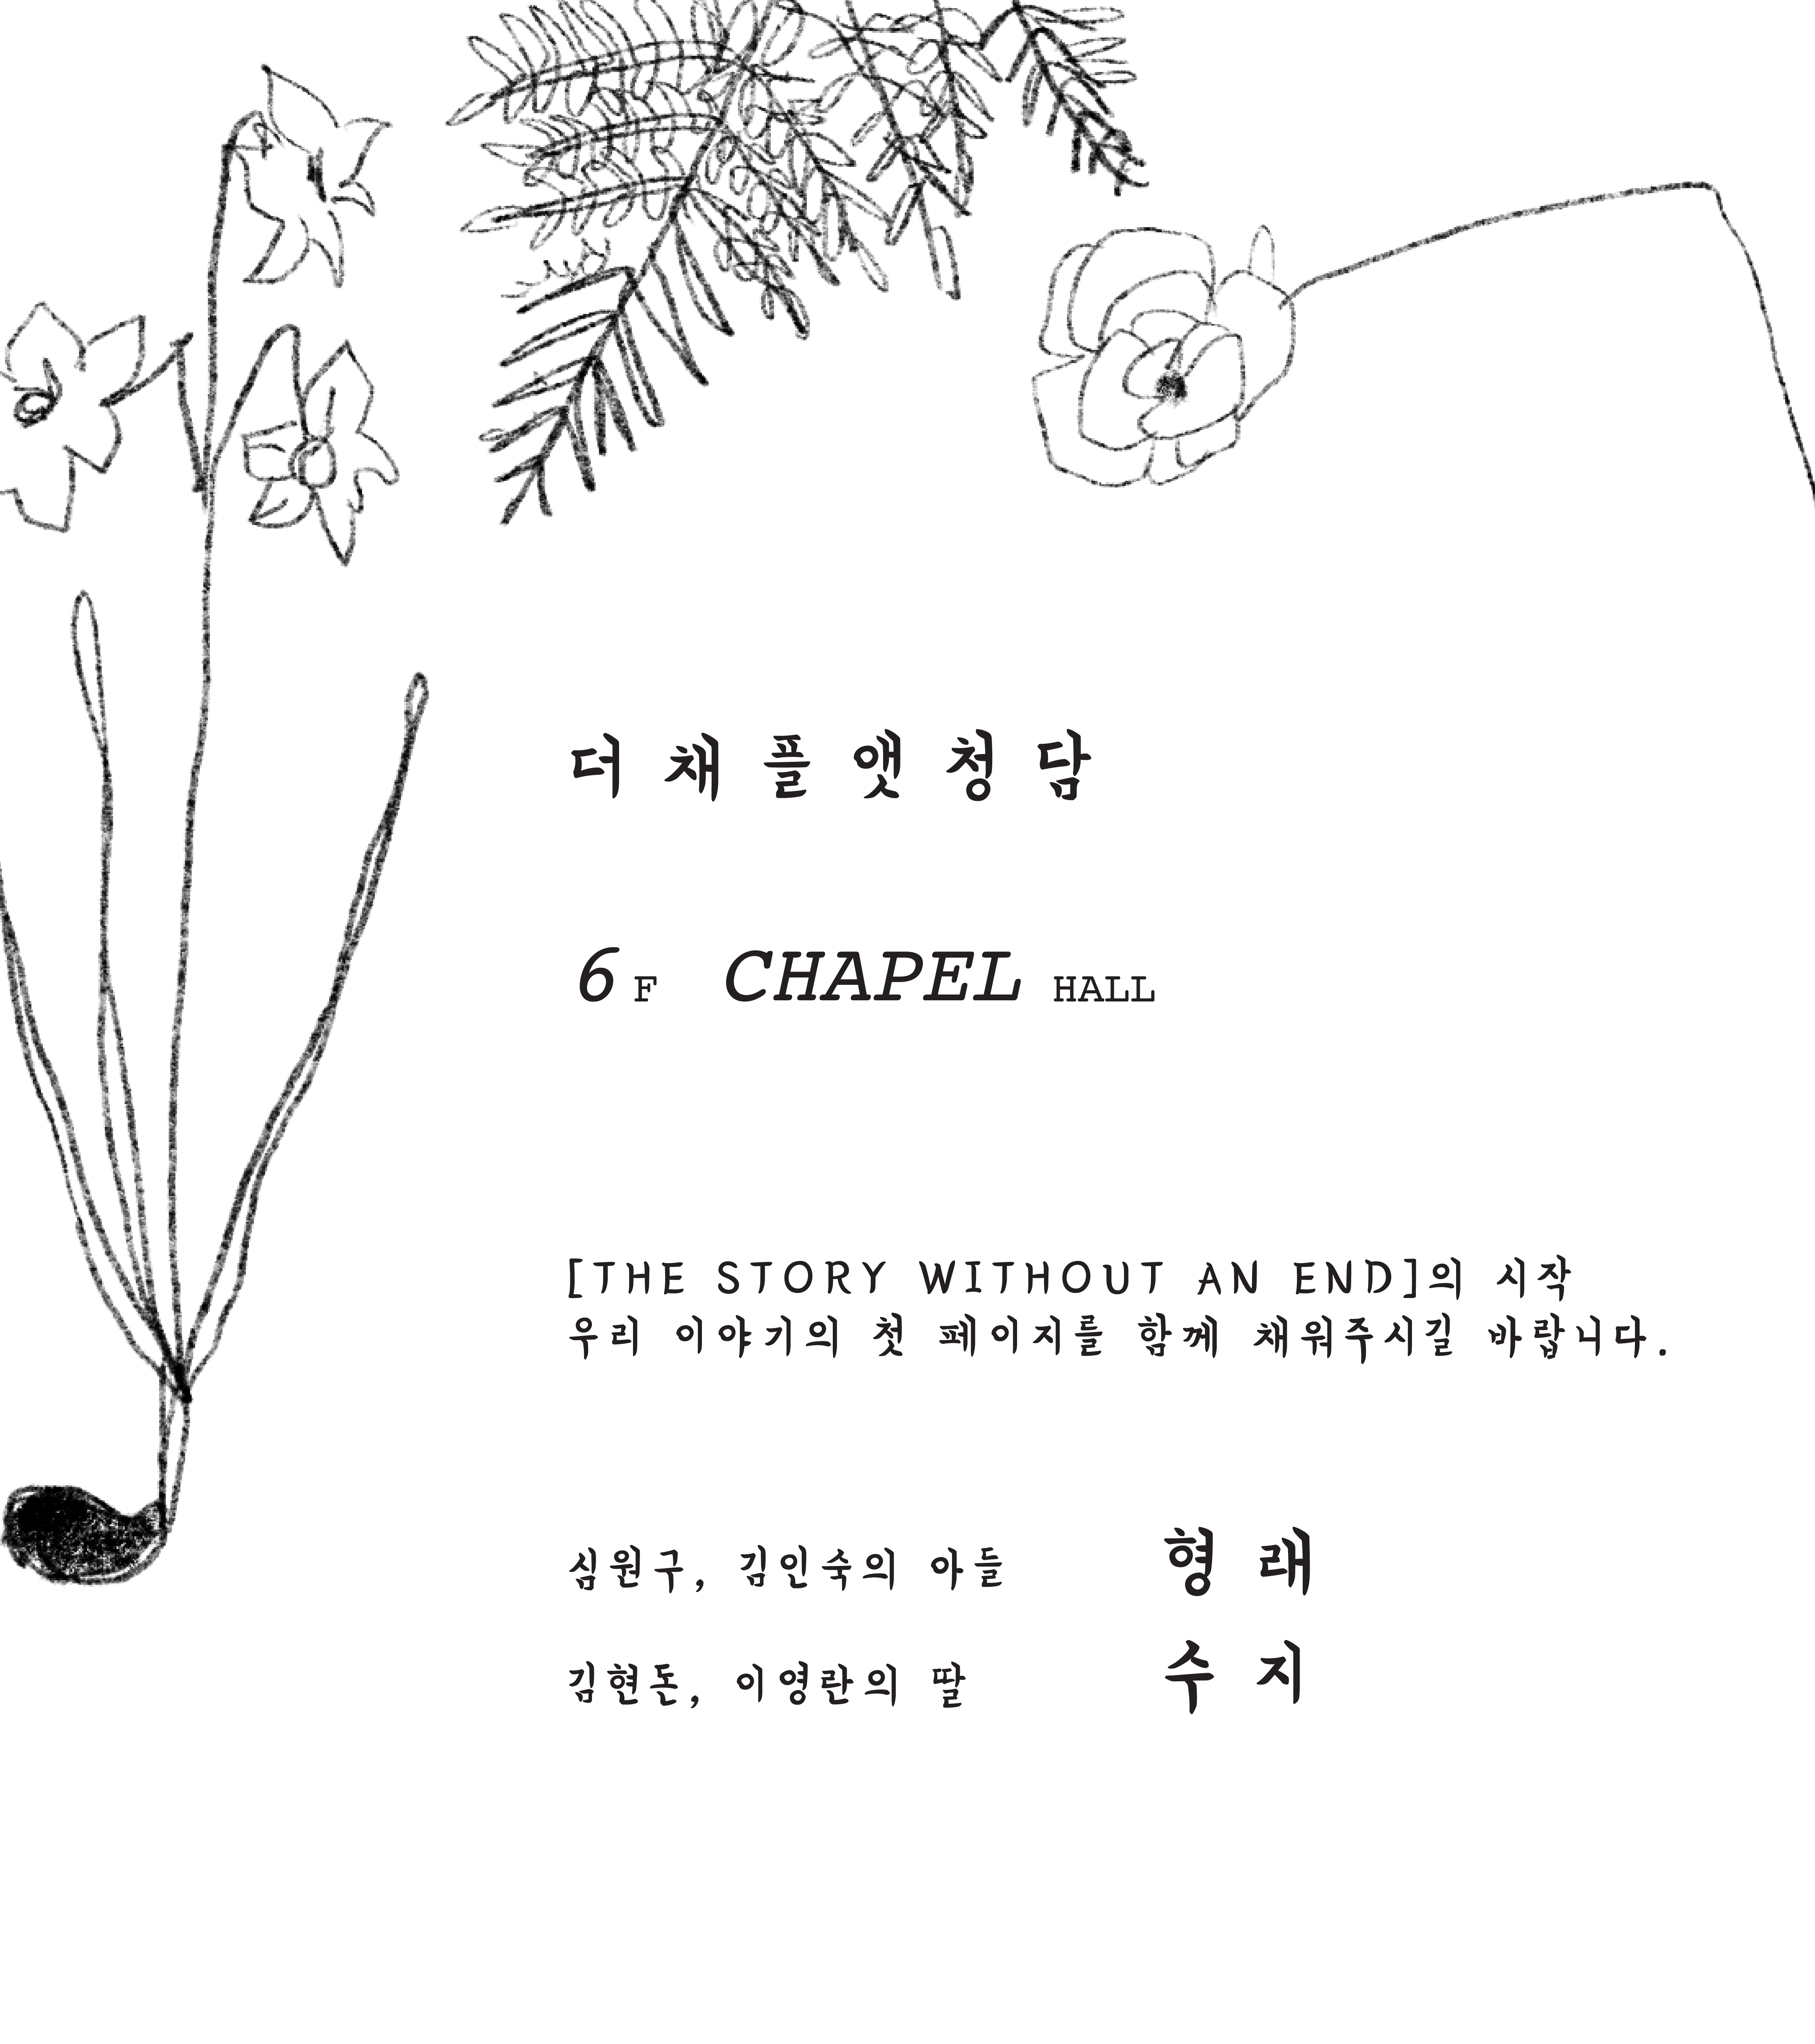 더 채플앳청담
6 F CHAPEL HALL
[THE STORY WITHOUT AN END]의 시작
우리 이야기의 첫 페이지를 함께 채워주시길 바랍니다.
심원구, 김인숙의 아들 형래
김현돈, 이영란의 딸 수지